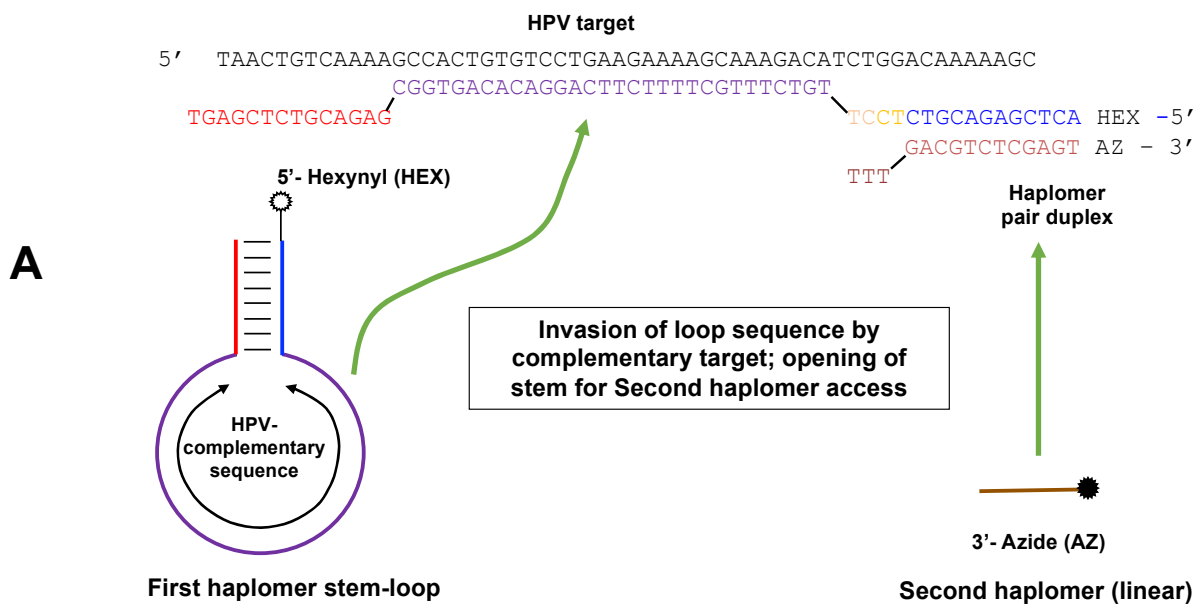 HPV target
5′ TAACTGTCAAAAGCCACTGTGTCCTGAAGAAAAGCAAAGACATCTGGACAAAAAGC
CGGTGACACAGGACTTCTTTTCGTTTCTGT
TGAGCTCTGCAGAG
TCCTCTGCAGAGCTCA HEX -5′
GACGTCTCGAGT AZ – 3′
TTT
5′- Hexynyl (HEX)
Haplomer
pair duplex
A
Invasion of loop sequence by
complementary target; opening of
stem for Second haplomer access
HPV-
complementary
sequence
3′- Azide (AZ)
First haplomer stem-loop
Second haplomer (linear)